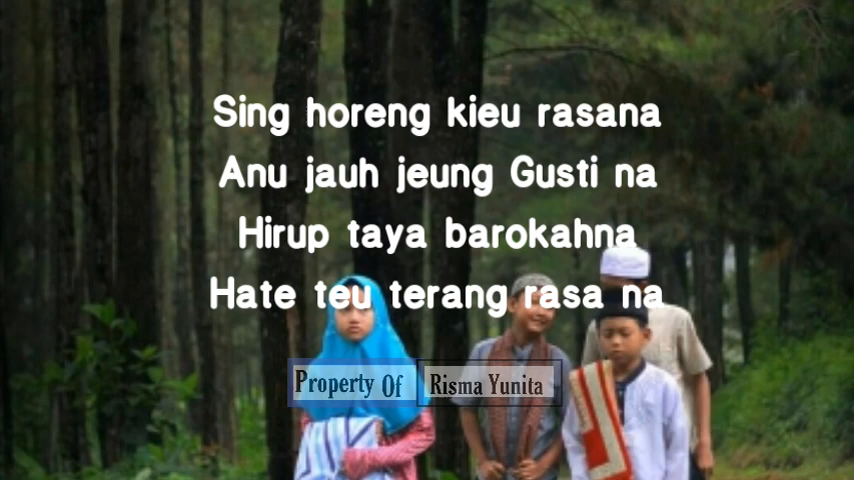 Sing horeng kieu rasana
Anu jauh jeung Gusti na
Hirup taya barokahna
Hate teu terang rasa na
Property Of Risma Yunita